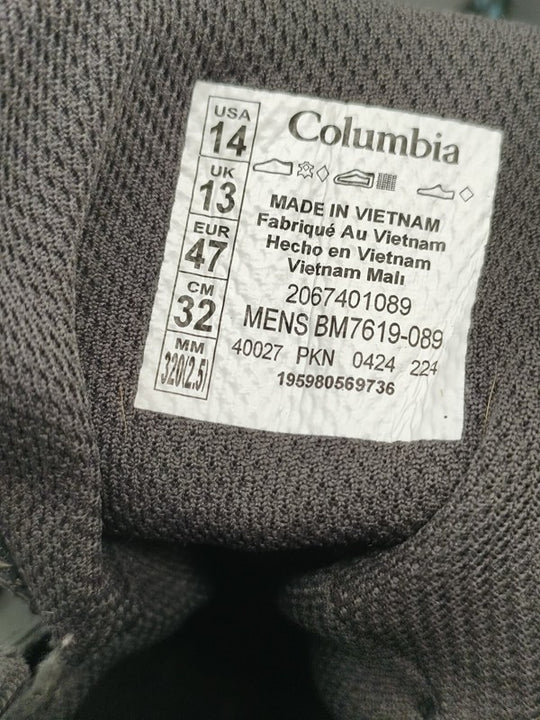 USA
14
UK
13
EUR
47
CM
32
MM
320(2.5)
Columbia
MADE IN VIETNAM
Fabriqué Au Vietnam
Hecho en Vietnam
Vietnam Malı
2067401089
MENS BM7619-089
40027 PKN 0424 224
195980569736